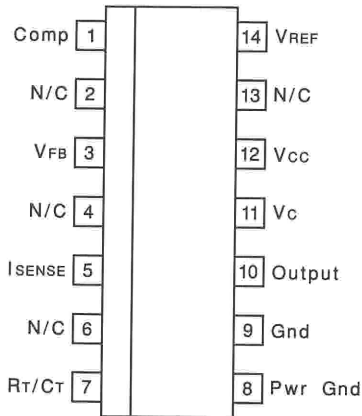 Comp 1 14 VREF
N/C 2 13 N/C
VFB 3 12 VCC
N/C 4 11 VC
ISENSE 5 10 Output
N/C 6 9 Gnd
RT/CT 7 8 Pwr Gnd